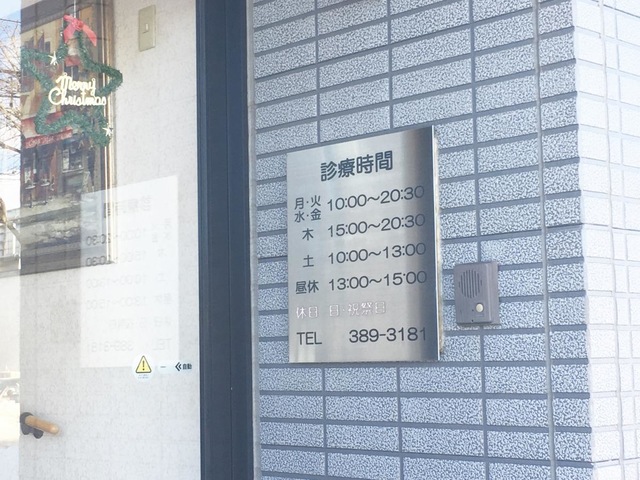 Merry
Christmas
診療時間
月・火
水・金 10:00〜20:30
木 15:00〜20:30
土 10:00〜13:00
昼休 13:00〜15:00
休日 日・祝祭日
TEL 389-3181
自動